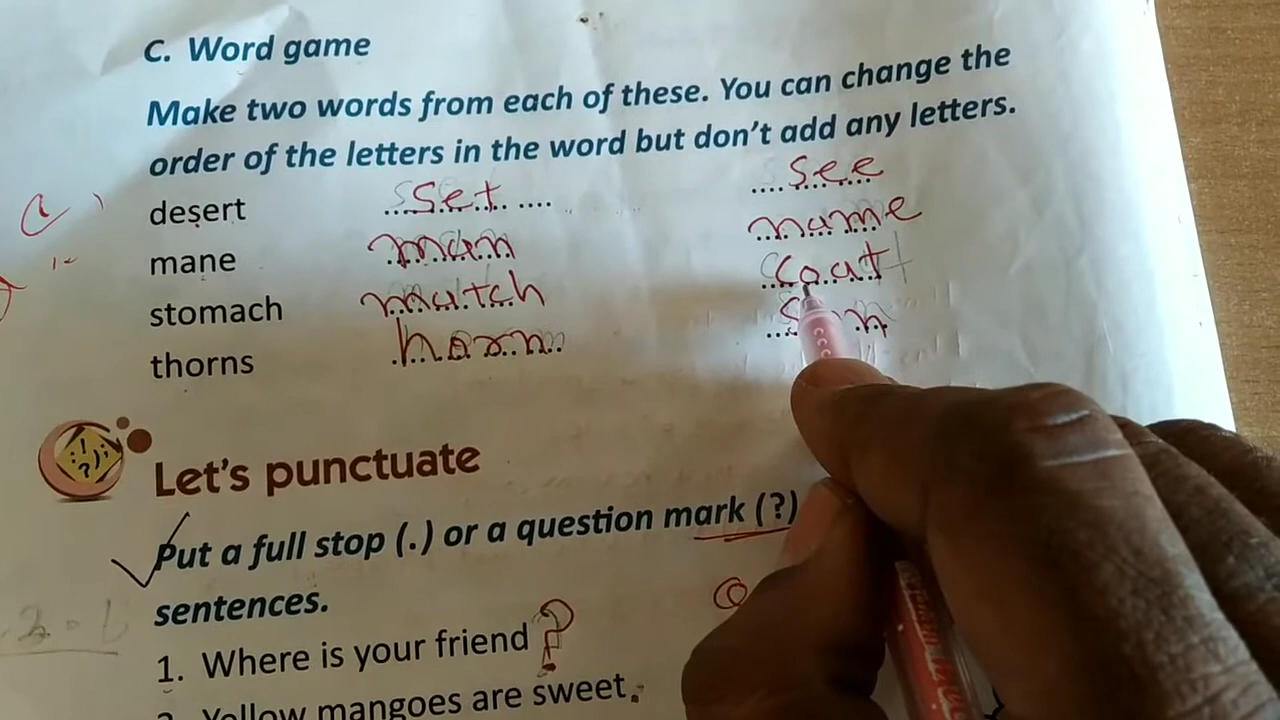 C. Word game
Make two words from each of these. You can change the
order of the letters in the word but don't add any letters.
desert set see
mane man name
stomach match coat
thorns horn
Let's punctuate
Put a full stop (.) or a question mark (?)
sentences.
1. Where is your friend ?
2. Yellow mangoes are sweet.